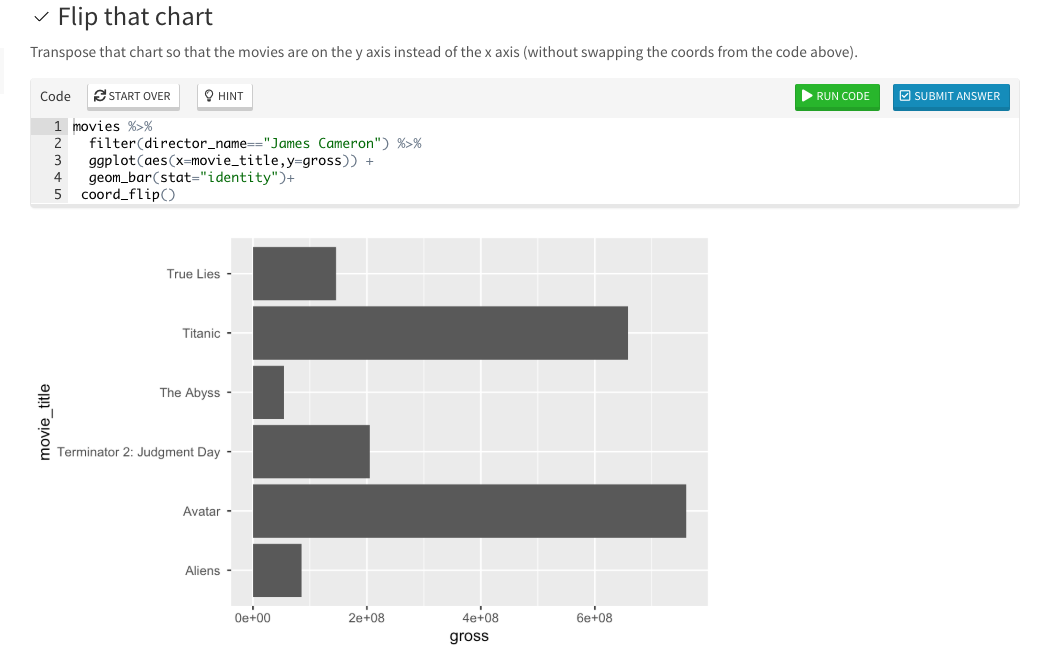 Flip that chart
Transpose that chart so that the movies are on the y axis instead of the x axis (without swapping the coords from the code above).
Code START OVER HINT RUN CODE SUBMIT ANSWER
1 movies %>%
2 filter(director_name=="James Cameron") %>%
3 ggplot(aes(x=movie_title,y=gross)) +
4 geom_bar(stat="identity")+
5 coord_flip()
True Lies
Titanic
The Abyss
movie_title
Terminator 2: Judgment Day
Avatar
Aliens
0e+00 2e+08 4e+08 6e+08
gross